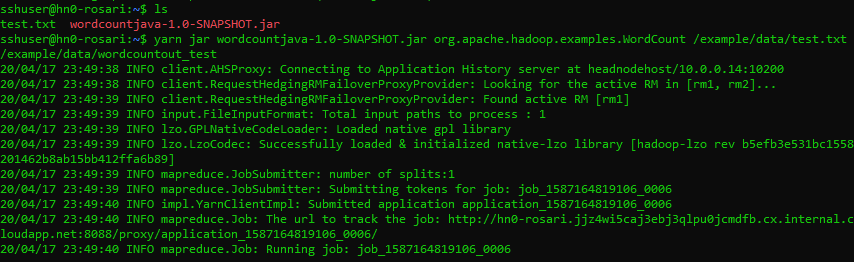 sshuser@hn0-rosari:~$ ls
test.txt  wordcountjava-1.0-SNAPSHOT.jar
sshuser@hn0-rosari:~$ yarn jar wordcountjava-1.0-SNAPSHOT.jar org.apache.hadoop.examples.WordCount /example/data/test.txt
/example/data/wordcountout_test
20/04/17 23:49:38 INFO client.AHSProxy: Connecting to Application History server at headnodehost/10.0.0.14:10200
20/04/17 23:49:38 INFO client.RequestHedgingRMFailoverProxyProvider: Looking for the active RM in [rm1, rm2]...
20/04/17 23:49:39 INFO client.RequestHedgingRMFailoverProxyProvider: Found active RM [rm1]
20/04/17 23:49:39 INFO input.FileInputFormat: Total input paths to process : 1
20/04/17 23:49:39 INFO lzo.GPLNativeCodeLoader: Loaded native gpl library
20/04/17 23:49:39 INFO lzo.LzoCodec: Successfully loaded & initialized native-lzo library [hadoop-lzo rev b5efb3e531bc1558
201462b8ab15bb412ffa6b89]
20/04/17 23:49:39 INFO mapreduce.JobSubmitter: number of splits:1
20/04/17 23:49:39 INFO mapreduce.JobSubmitter: Submitting tokens for job: job_1587164819106_0006
20/04/17 23:49:40 INFO impl.YarnClientImpl: Submitted application application_1587164819106_0006
20/04/17 23:49:40 INFO mapreduce.Job: The url to track the job: http://hn0-rosari.jjz4wi5caj3ebj3qlpu0jcmdfb.cx.internal.c
loudapp.net:8088/proxy/application_1587164819106_0006/
20/04/17 23:49:40 INFO mapreduce.Job: Running job: job_1587164819106_0006